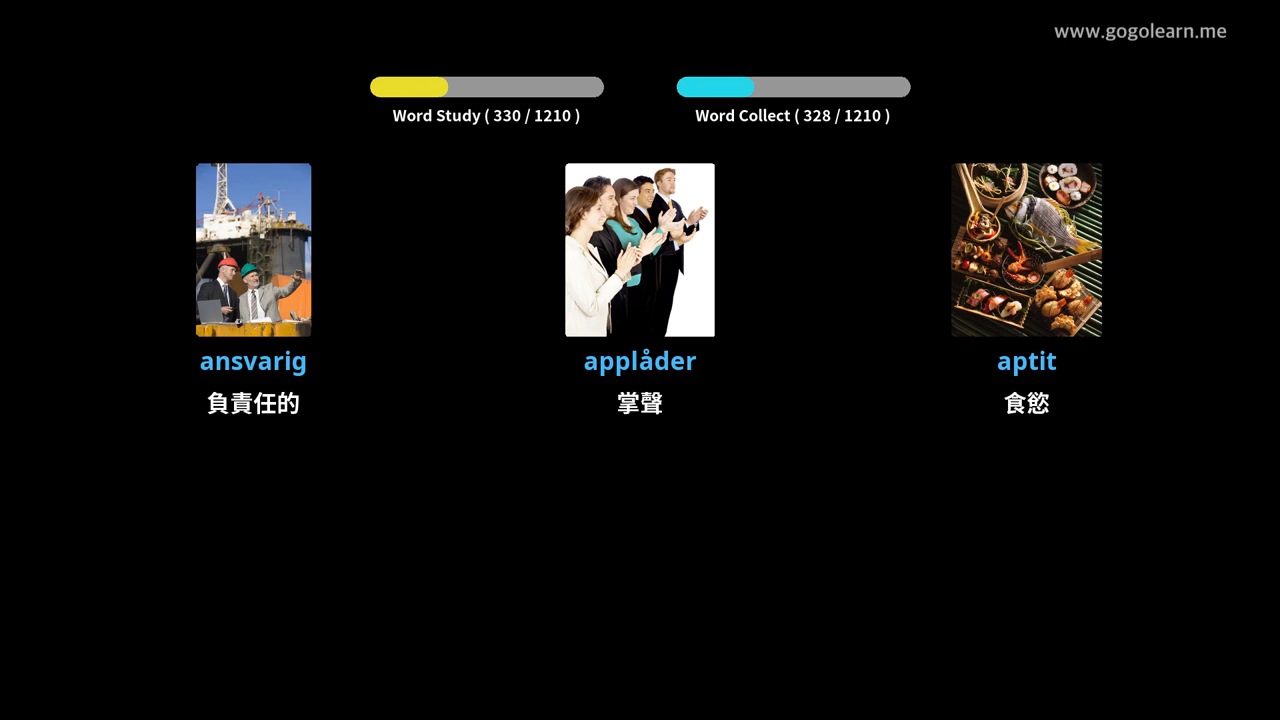 www.gogolearn.me
Word Study ( 330 / 1210 )
Word Collect ( 328 / 1210 )
ansvarig
負責任的
applåder
掌聲
aptit
食慾